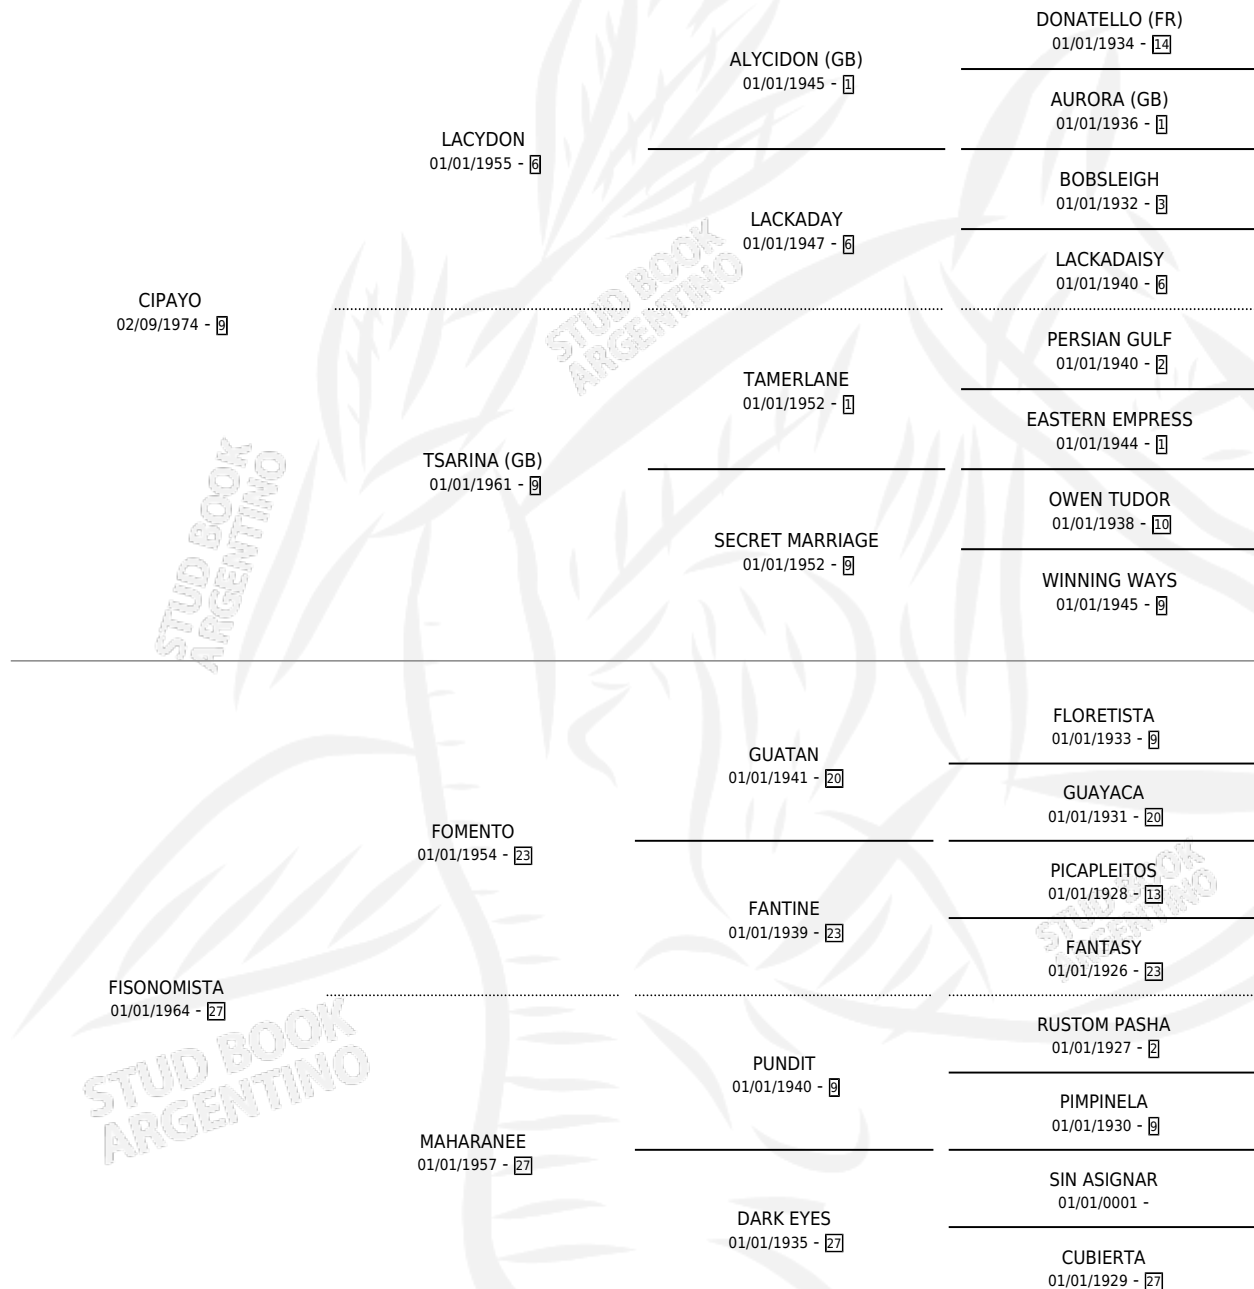 DONATELLO (FR)
01/01/1934 - 14
ALYCIDON (GB)
01/01/1945 - 1
AURORA (GB)
01/01/1936 - 1
LACYDON
01/01/1955 - 6
BOBSLEIGH
01/01/1932 - 3
LACKADAY
01/01/1947 - 6
LACKADAISY
01/01/1940 - 6
CIPAYO
02/09/1974 - 9
PERSIAN GULF
01/01/1940 - 2
TAMERLANE
01/01/1952 - 1
EASTERN EMPRESS
01/01/1944 - 1
TSARINA (GB)
01/01/1961 - 9
OWEN TUDOR
01/01/1938 - 10
SECRET MARRIAGE
01/01/1952 - 9
WINNING WAYS
01/01/1945 - 9
FLORETISTA
01/01/1933 - 9
GUATAN
01/01/1941 - 20
GUAYACA
01/01/1931 - 20
FOMENTO
01/01/1954 - 23
PICAPLEITOS
01/01/1928 - 13
FANTINE
01/01/1939 - 23
FANTASY
01/01/1926 - 23
FISONOMISTA
01/01/1964 - 27
RUSTOM PASHA
01/01/1927 - 2
PUNDIT
01/01/1940 - 9
PIMPINELA
01/01/1930 - 9
MAHARANEE
01/01/1957 - 27
SIN ASIGNAR
01/01/0001 -
DARK EYES
01/01/1935 - 27
CUBIERTA
01/01/1929 - 27
STUD BOOK
ARGENTINO
STUD BOOK
ARGENTINO
STUD BOOK
ARGENTINO
STUD BOOK
ARGENTINO